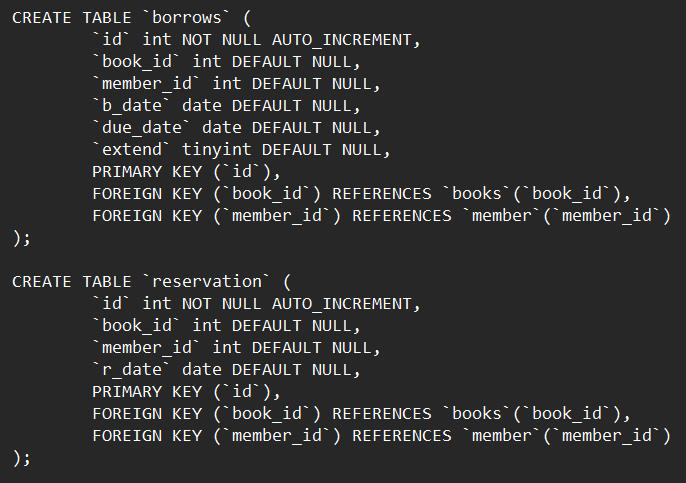 CREATE TABLE `borrows` (
        `id` int NOT NULL AUTO_INCREMENT,
        `book_id` int DEFAULT NULL,
        `member_id` int DEFAULT NULL,
        `b_date` date DEFAULT NULL,
        `due_date` date DEFAULT NULL,
        `extend` tinyint DEFAULT NULL,
        PRIMARY KEY (`id`),
        FOREIGN KEY (`book_id`) REFERENCES `books`(`book_id`),
        FOREIGN KEY (`member_id`) REFERENCES `member`(`member_id`)
);

CREATE TABLE `reservation` (
        `id` int NOT NULL AUTO_INCREMENT,
        `book_id` int DEFAULT NULL,
        `member_id` int DEFAULT NULL,
        `r_date` date DEFAULT NULL,
        PRIMARY KEY (`id`),
        FOREIGN KEY (`book_id`) REFERENCES `books`(`book_id`),
        FOREIGN KEY (`member_id`) REFERENCES `member`(`member_id`)
);